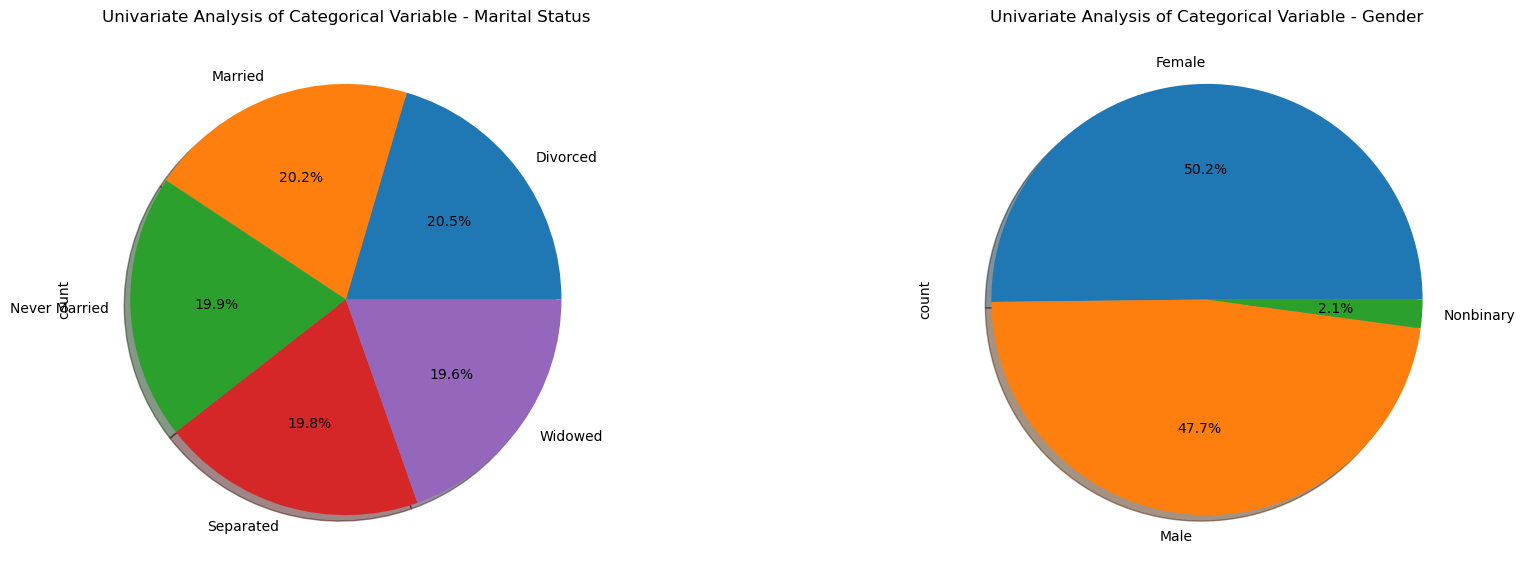 Univariate Analysis of Categorical Variable - Marital Status
Married
Divorced
20.2%
20.5%
Never Married
count
19.9%
19.6%
19.8%
Widowed
Separated
Univariate Analysis of Categorical Variable - Gender
Female
50.2%
count
2.1%
Nonbinary
47.7%
Male